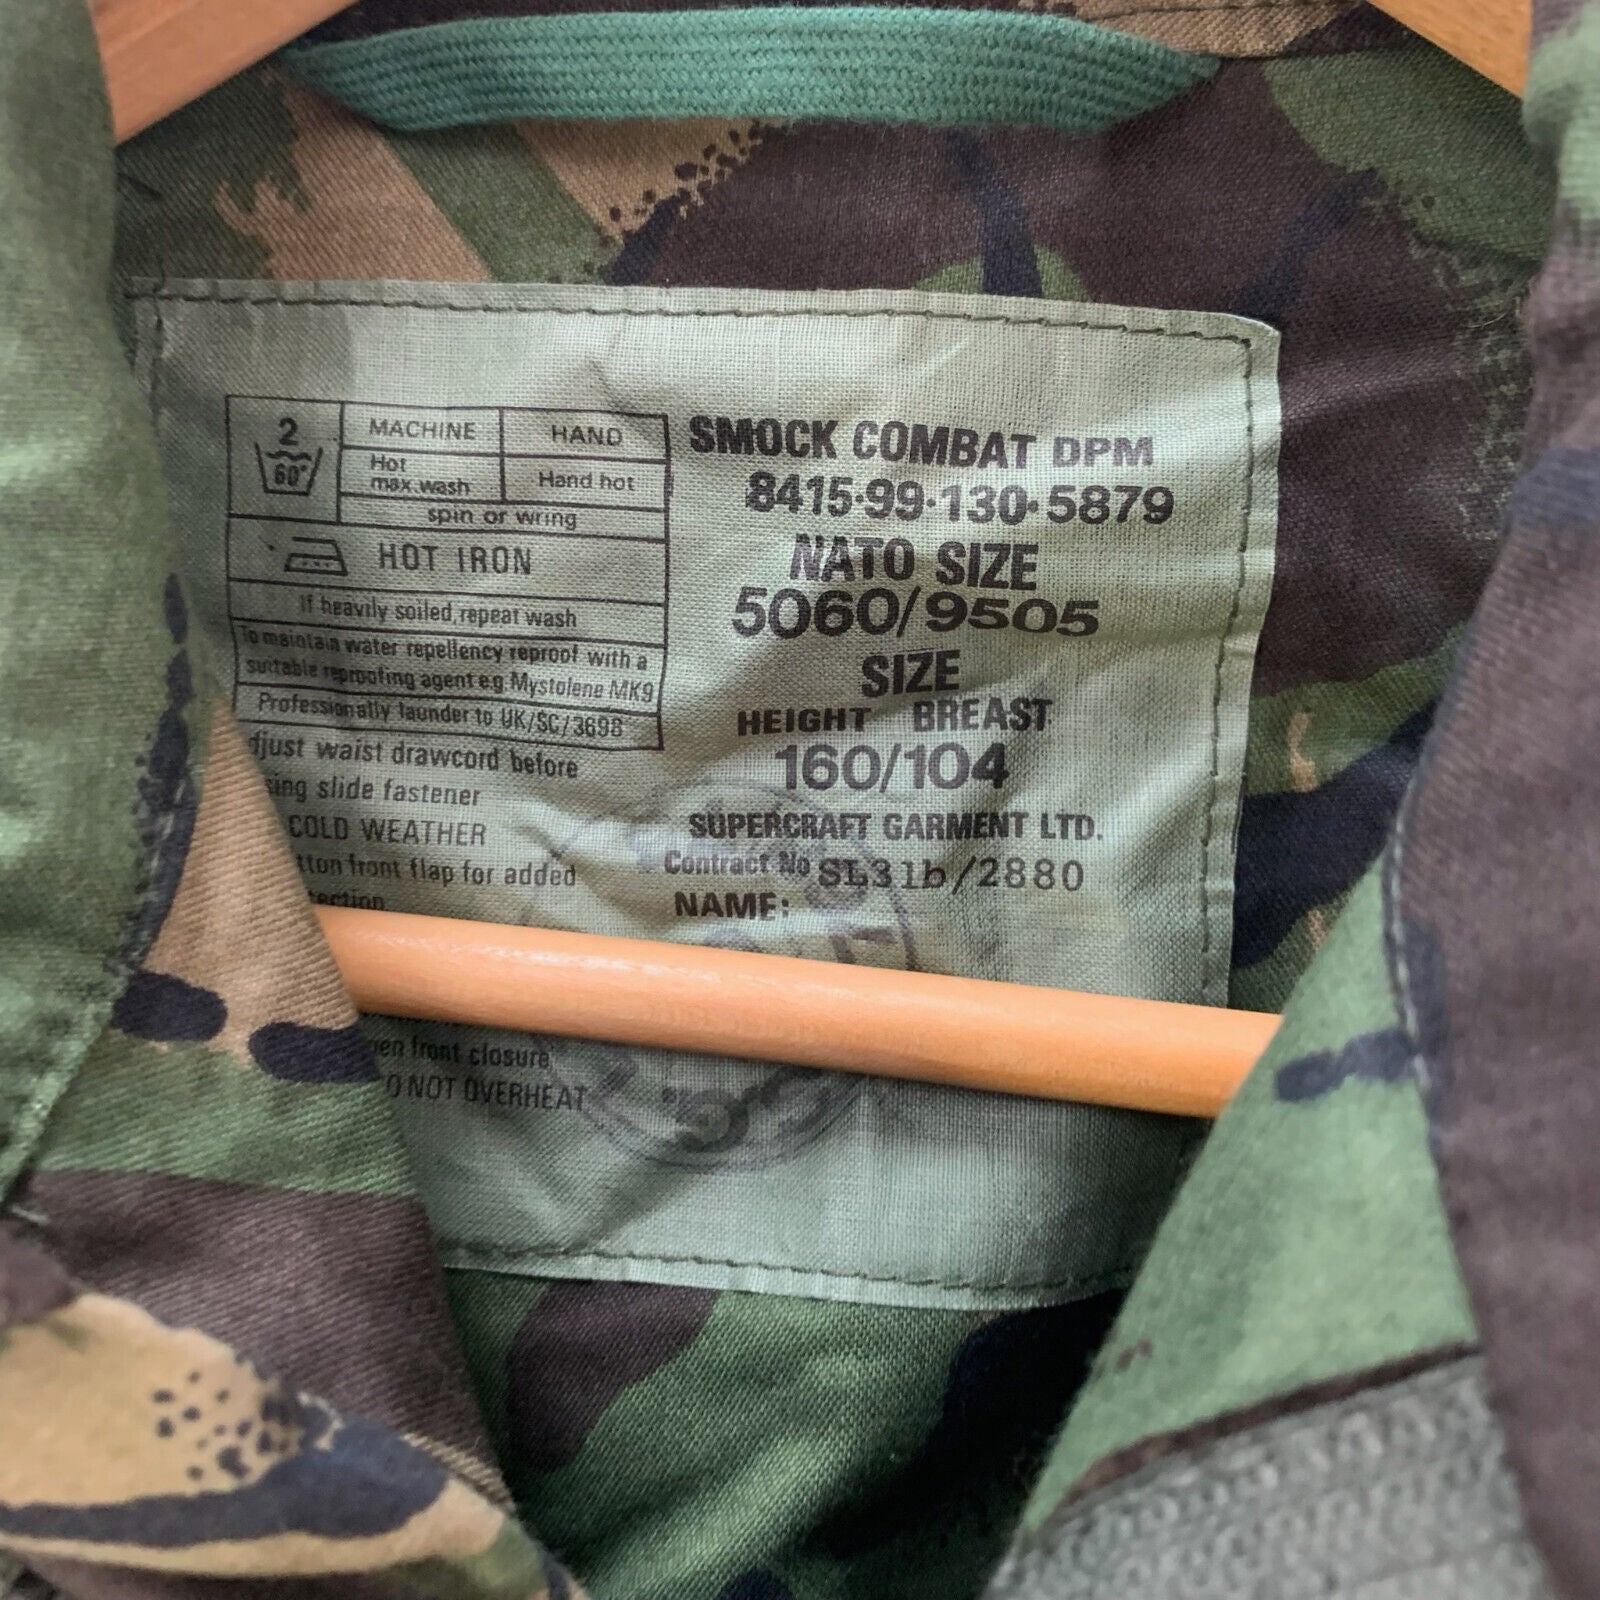 2
60°
MACHINE
HAND
Hot
max. wash
Hand hot
spin or wring
HOT IRON
If heavily soiled, repeat wash
To maintain water repellency reproof with a
suitable reproofing agent e.g. Mystolene MK9
Professionally launder to UK/SC/3698
djust waist drawcord before
sing slide fastener
COLD WEATHER
tton front flap for added
tection
en front closure
DO NOT OVERHEAT
SMOCK COMBAT DPM
8415·99·130·5879
NATO SIZE
5060/9505
SIZE
HEIGHT BREAST
160/104
SUPERCRAFT GARMENT LTD.
Contract No SL31b/2880
NAME: